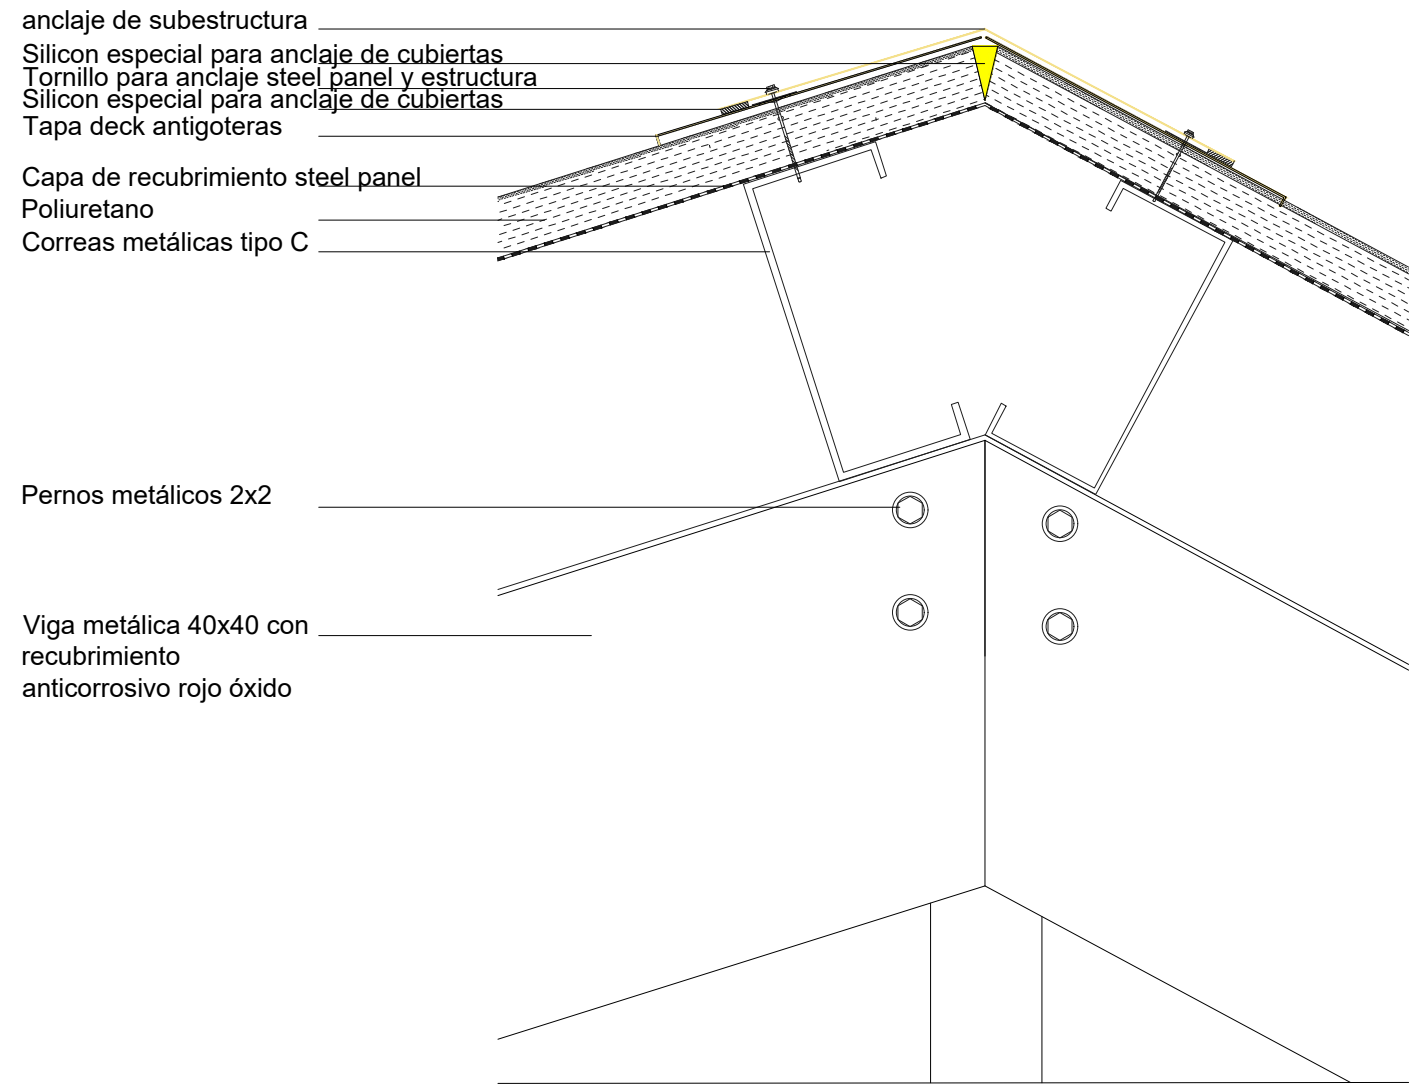 anclaje de subestructura
Silicon especial para anclaje de cubiertas
Tornillo para anclaje steel panel y estructura
Silicon especial para anclaje de cubiertas
Tapa deck antigoteras
Capa de recubrimiento steel panel
Poliuretano
Correas metálicas tipo C
Pernos metálicos 2x2
Viga metálica 40x40 con
recubrimiento
anticorrosivo rojo óxido